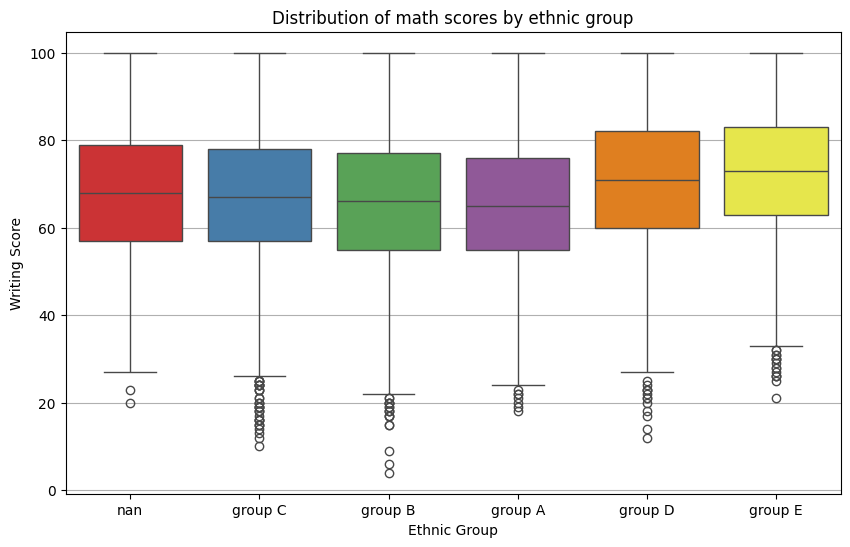 Distribution of math scores by ethnic group
Writing Score
100
80
60
40
20
0
nan group C group B group A group D group E
Ethnic Group